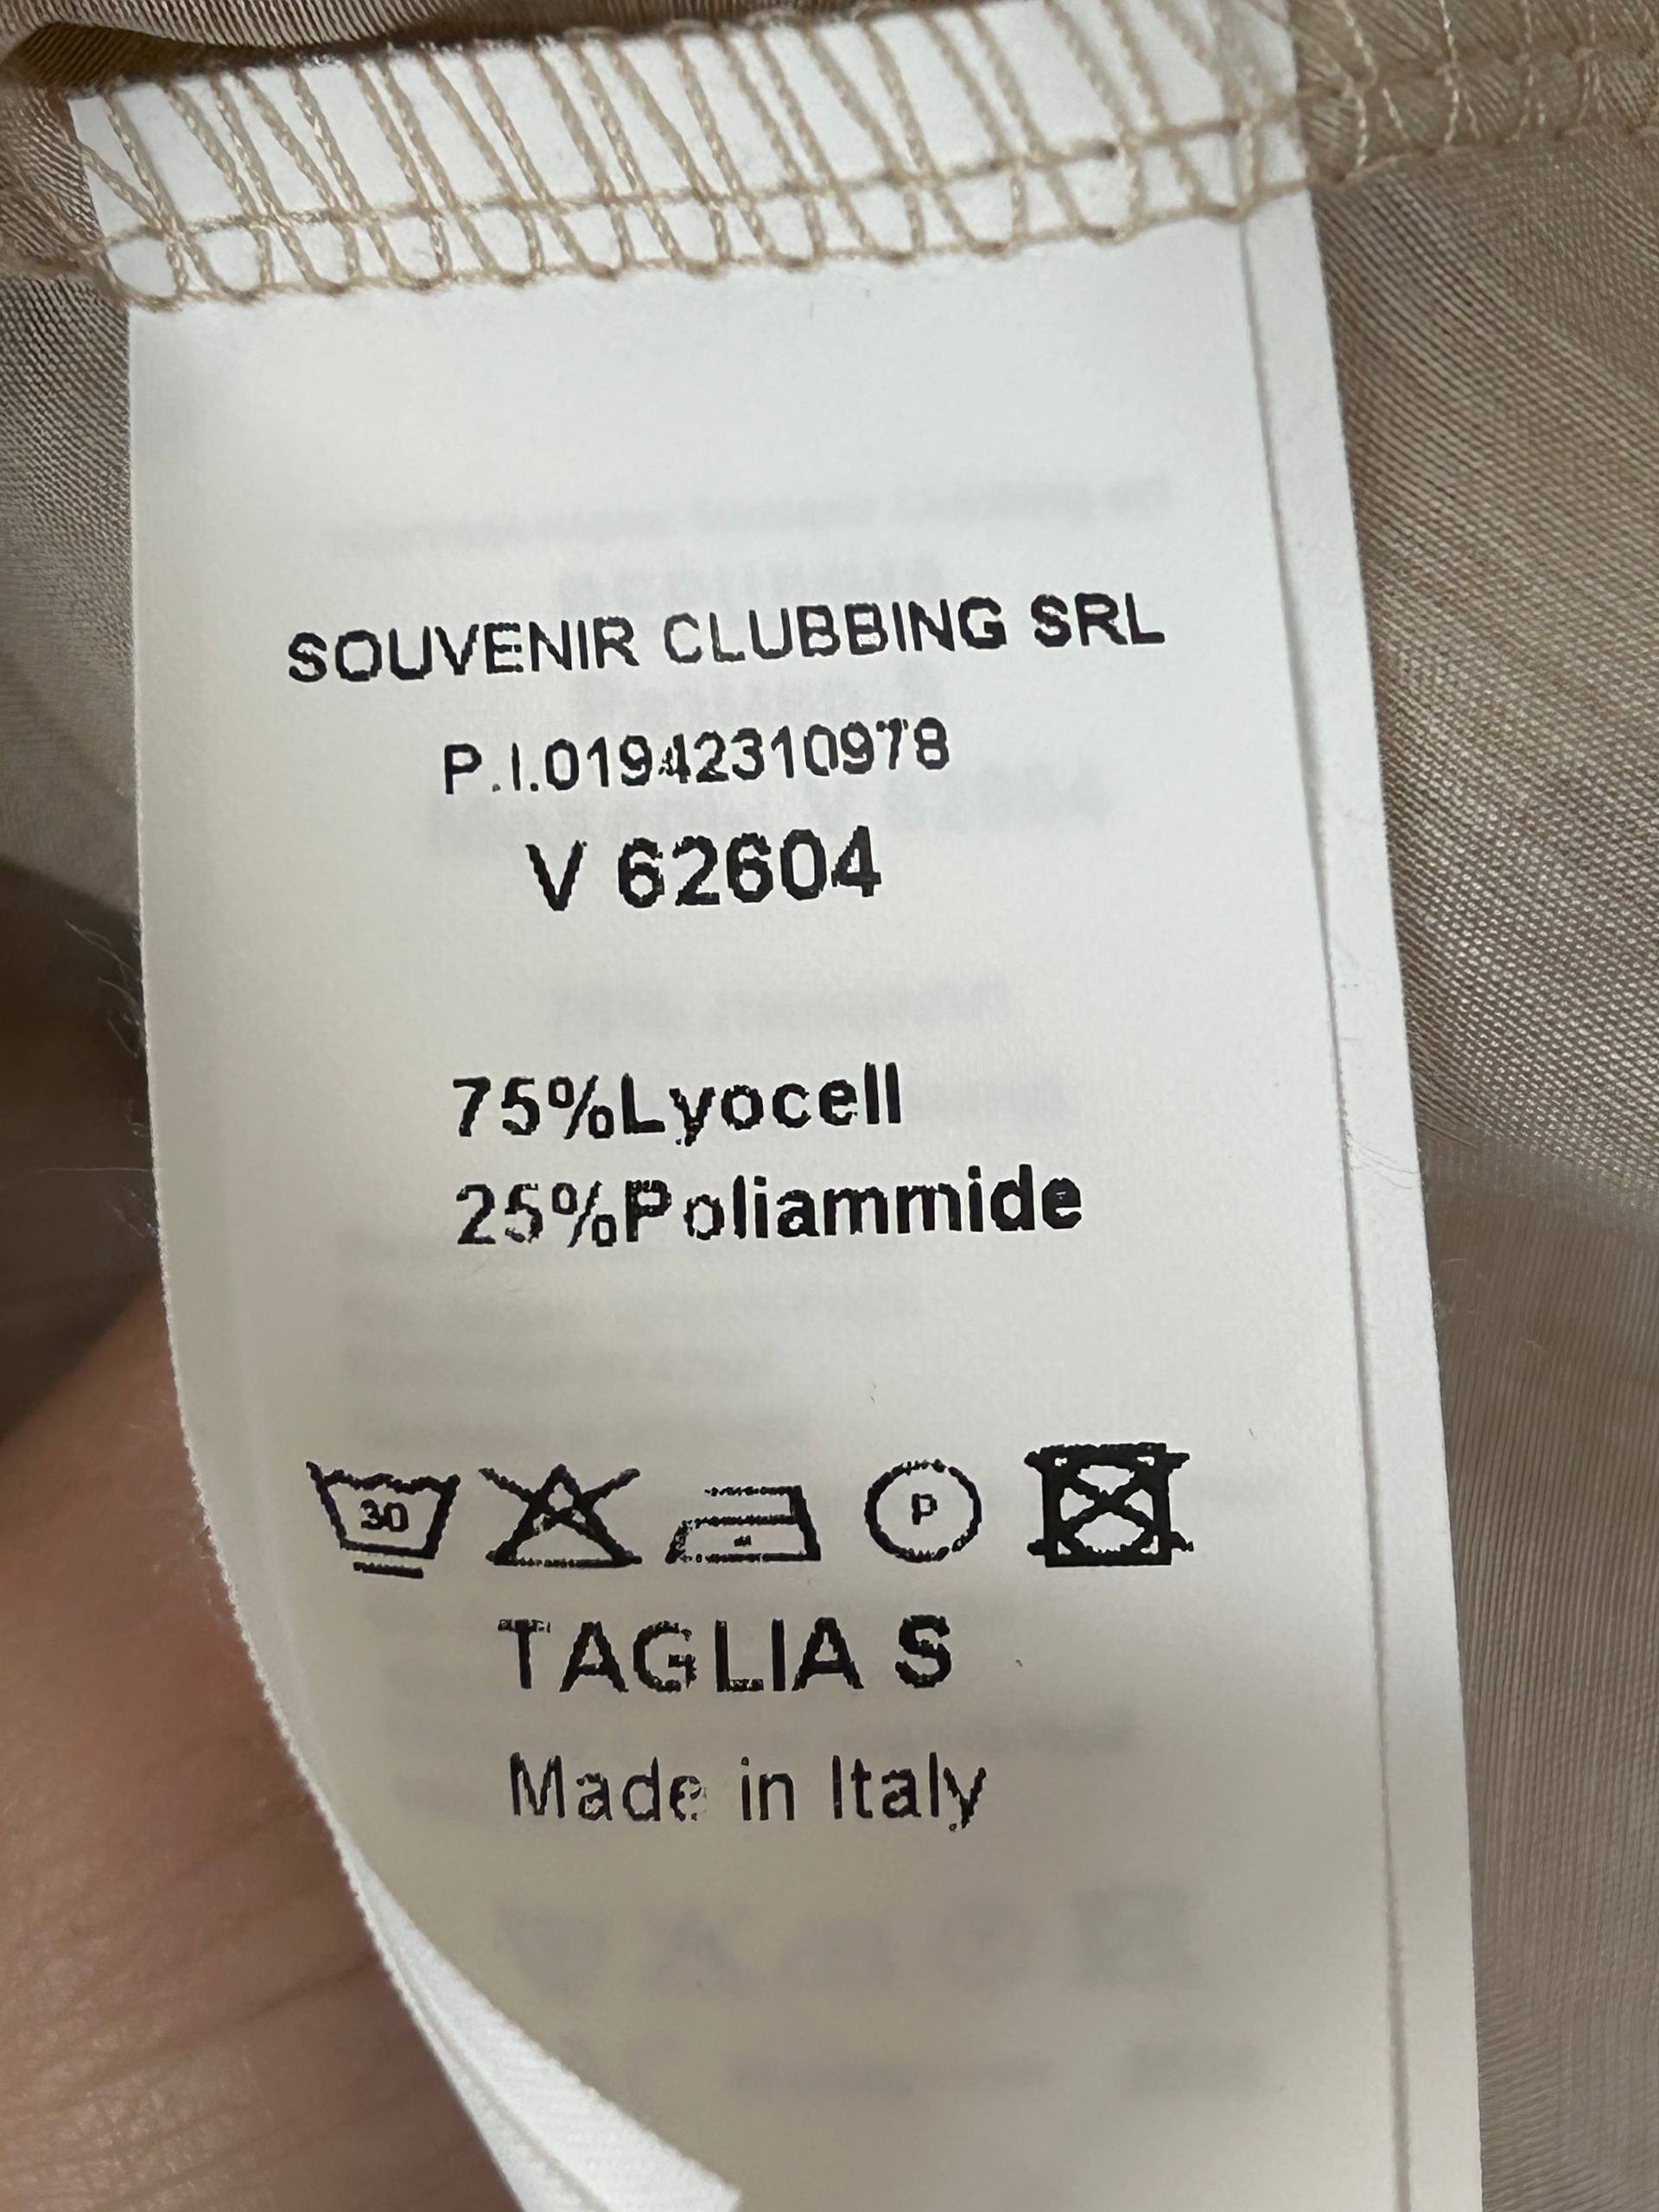 SOUVENIR CLUBBING SRL
P.I.01942310978
V 62604
75%Lyocell
25%Poliammide
30
P
TAGLIA S
Made in Italy